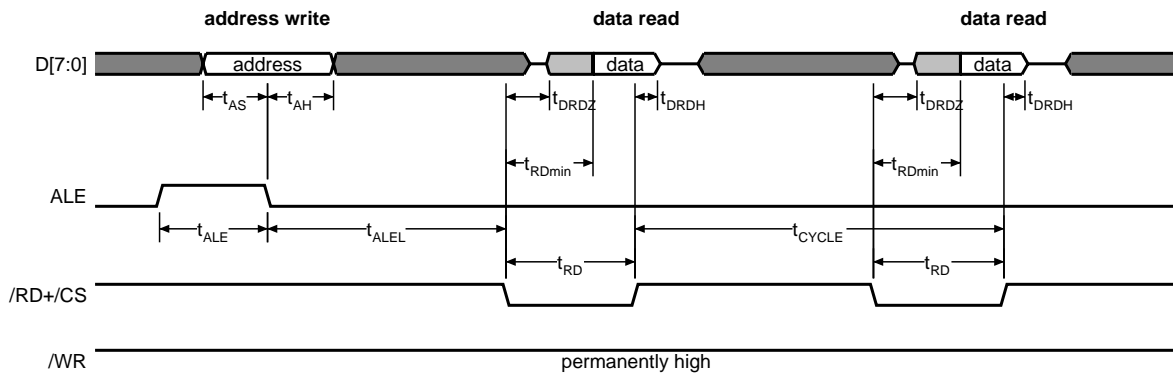 address write data read data read
D[7:0] address data data
tAS tAH tDRDZ tDRDH tDRDZ tDRDH
tRDmin tRDmin
ALE
tALE tALEL tCYCLE
tRD tRD
/RD+/CS
/WR permanently high